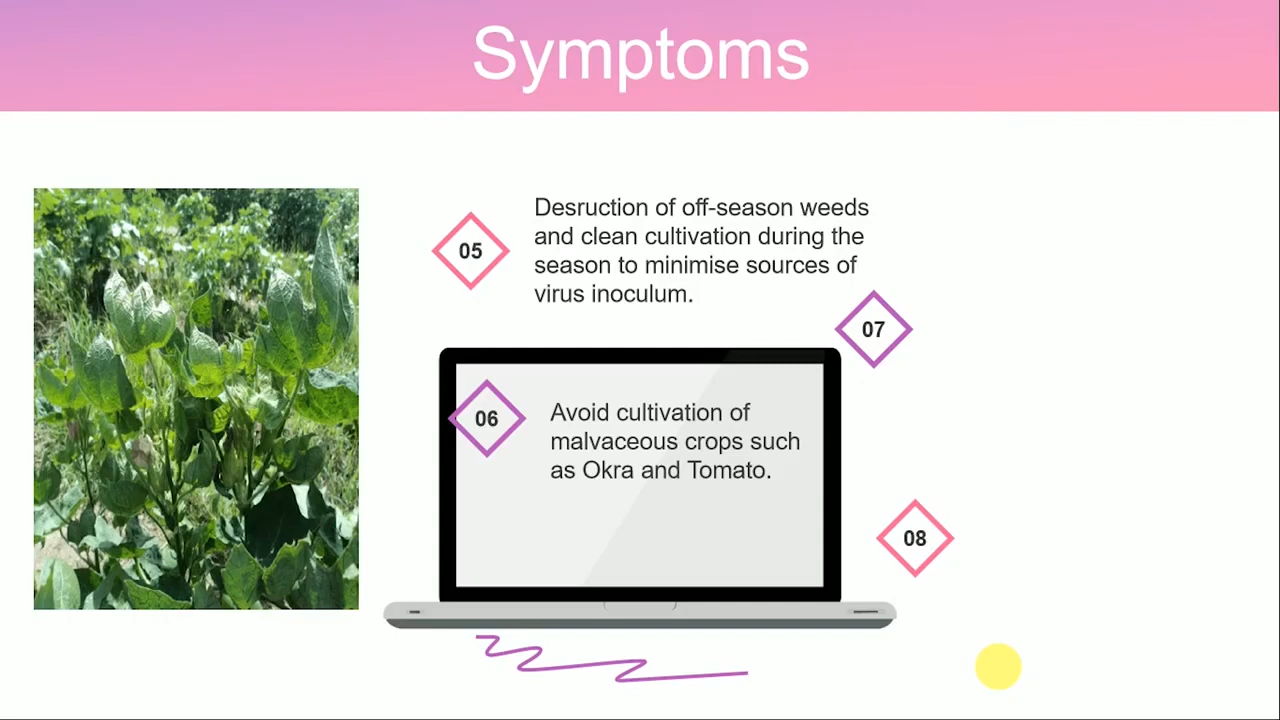 Symptoms
05
Desruction of off-season weeds
and clean cultivation during the
season to minimise sources of
virus inoculum.
07
06
Avoid cultivation of
malvaceous crops such
as Okra and Tomato.
08